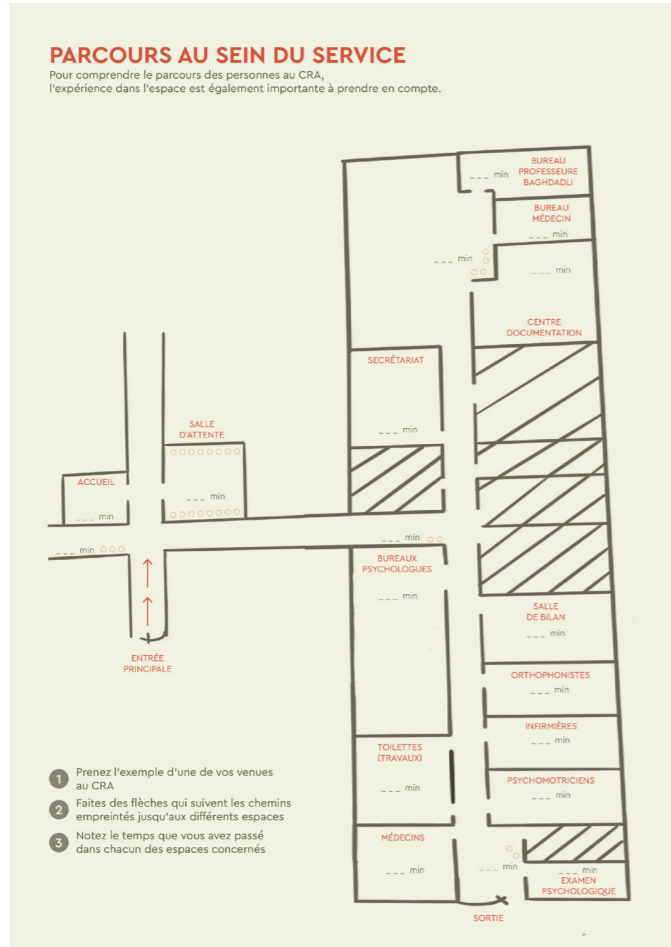 PARCOURS AU SEIN DU SERVICE
Pour comprendre le parcours des personnes au CRA,
l'expérience dans l'espace est également importante à prendre en compte.
BUREAU
PROFESSEURE
BAGHDADLI
_ _ _ min
BUREAU
MÉDECIN
_ _ _ min
_ _ _ min
_ _ _ min
CENTRE
DOCUMENTATION
SECRÉTARIAT
_ _ _ min
SALLE
D'ATTENTE
_ _ _ min
ACCUEIL
_ _ _ min
_ _ _ min
_ _ _ min
BUREAUX
PSYCHOLOGUES
_ _ _ min
ENTRÉE
PRINCIPALE
SALLE
DE BILAN
_ _ _ min
ORTHOPHONISTES
_ _ _ min
INFIRMIÈRES
_ _ _ min
TOILETTES
(TRAVAUX)
_ _ _ min
PSYCHOMOTRICIENS
_ _ _ min
MÉDECINS
_ _ _ min
_ _ _ min
_ _ _ min
EXAMEN
PSYCHOLOGIQUE
SORTIE
1 Prenez l'exemple d'une de vos venues
au CRA
2 Faites des flèches qui suivent les chemins
empreintés jusqu'aux différents espaces
3 Notez le temps que vous avez passé
dans chacun des espaces concernés